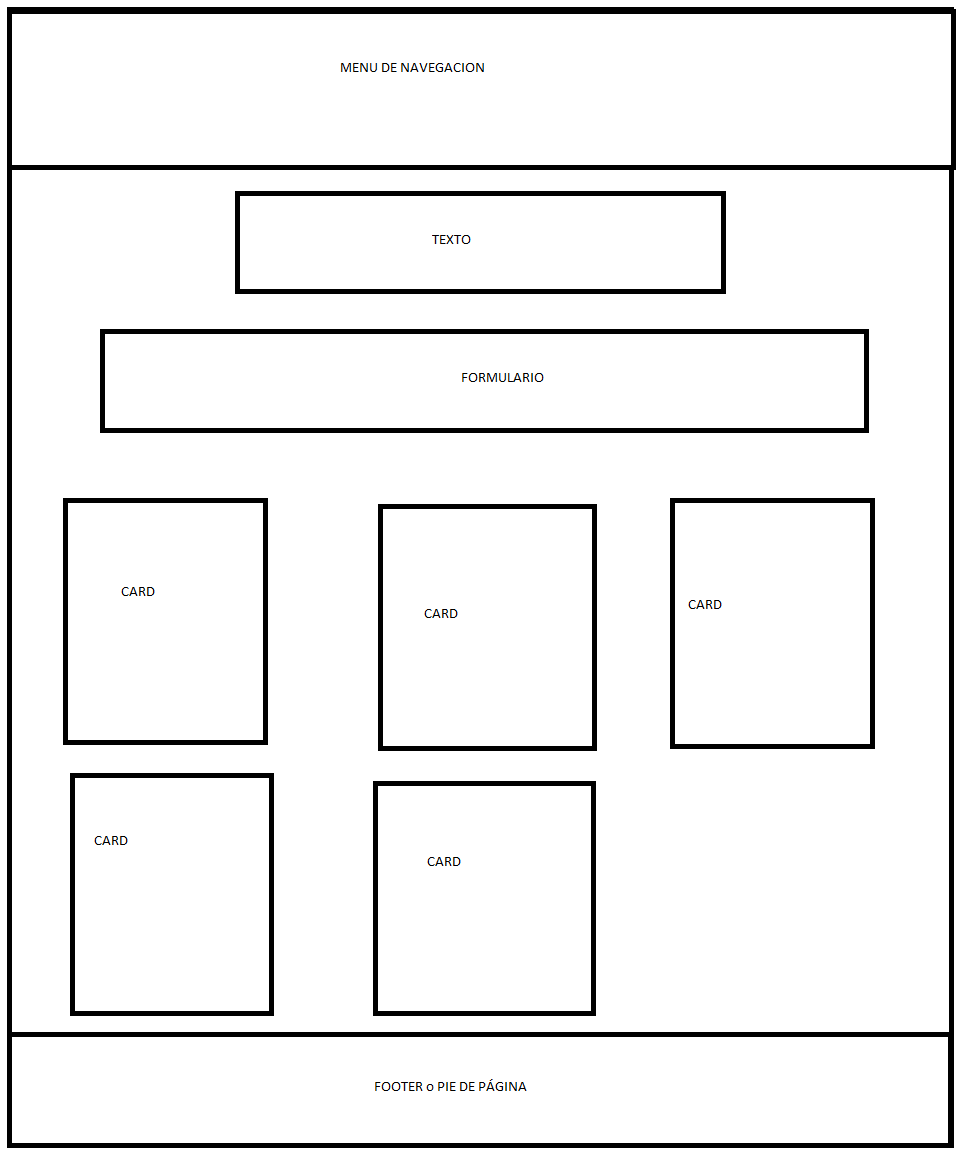 MENU DE NAVEGACION
TEXTO
FORMULARIO
CARD
CARD
CARD
CARD
CARD
FOOTER o PIE DE PÁGINA